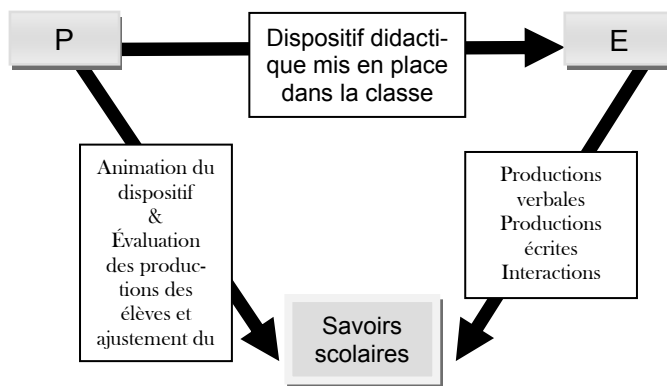 P
Dispositif didacti-
que mis en place
dans la classe
E
Animation du
dispositif
&
Évaluation
des produc-
tions des
élèves et
ajustement du
Productions
verbales
Productions
écrites
Interactions
Savoirs
scolaires